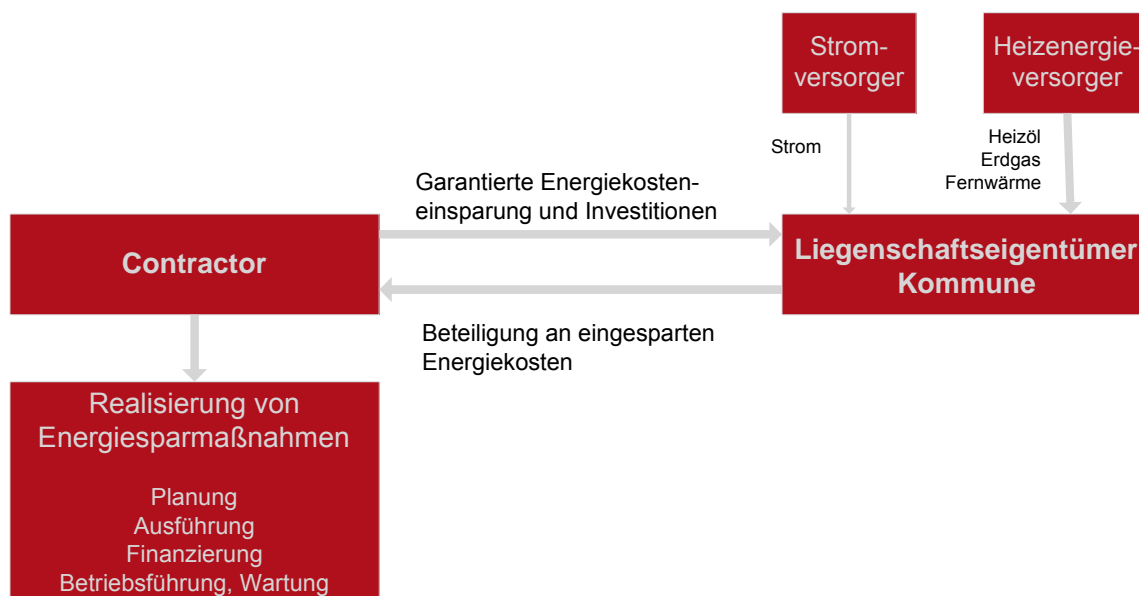 Strom-
versorger
Heizenergie-
versorger
Strom
Heizöl
Erdgas
Fernwärme
Garantierte Energiekosten-
einsparung und Investitionen
Contractor
Liegenschaftseigentümer
Kommune
Beteiligung an eingesparten
Energiekosten
Realisierung von
Energiesparmaßnahmen
Planung
Ausführung
Finanzierung
Betriebsführung, Wartung